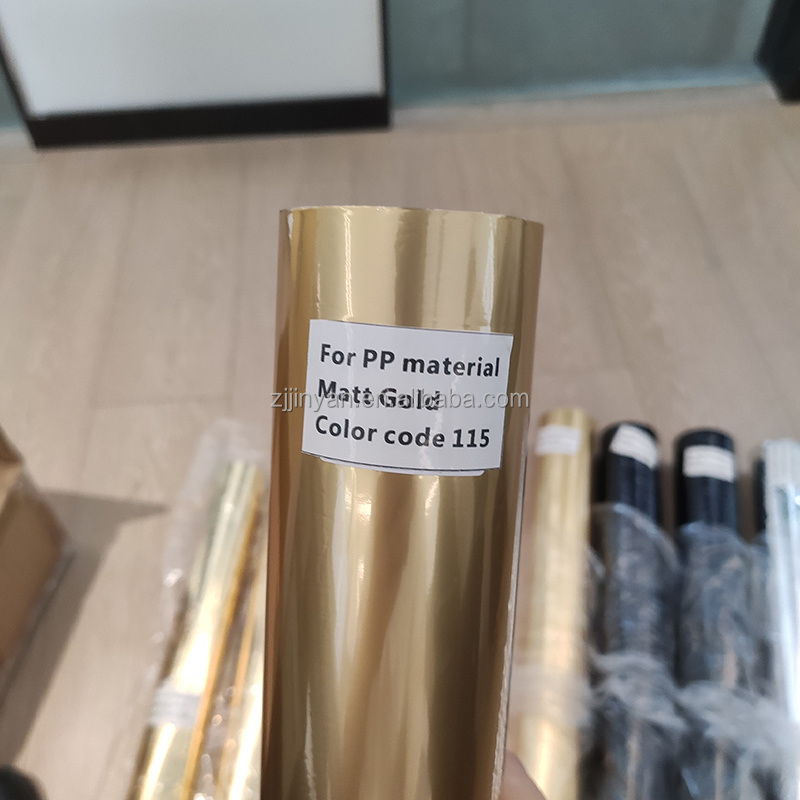 For PP material
Matt Gold
zjjinyan.en.alibaba.com
Color code 115